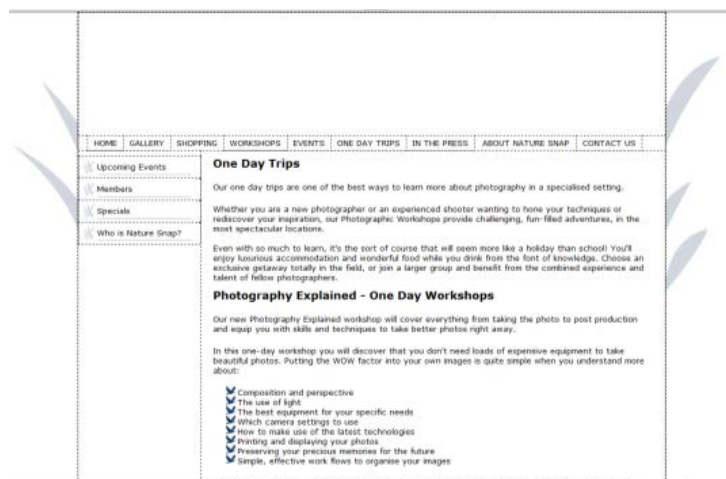 HOME GALLERY SHOPPING WORKSHOPS EVENTS ONE DAY TRIPS IN THE PRESS ABOUT NATURE SNAP CONTACT US
Upcoming Events
Members
Specials
Who is Nature Snap?
One Day Trips
Our one day trips are one of the best ways to learn more about photography in a specialised setting.
Whether you are a new photographer or an experienced shooter wanting to hone your techniques or
rediscover your inspiration, our Photographic Workshops provide challenging, fun-filled adventures, in the
most spectacular locations.
Even with so much to learn, it's the sort of course that will seem more like a holiday than school! You'll
enjoy luxurious accommodation and wonderful food while you drink from the font of knowledge. Choose an
exclusive getaway totally in the field, or join a larger group and benefit from the combined experience and
talent of fellow photographers.
Photography Explained - One Day Workshops
Our new Photography Explained workshop will cover everything from taking the photo to post production
and equip you with skills and techniques to take better photos right away.
In this one-day workshop you will discover that you don't need loads of expensive equipment to take
beautiful photos. Putting the WOW factor into your own images is quite simple when you understand more
about:
Composition and perspective
The use of light
The best equipment for your specific needs
Which camera settings to use
How to make use of the latest technologies
Printing and displaying your photos
Preserving your precious memories for the future
Simple, effective work flows to organise your images